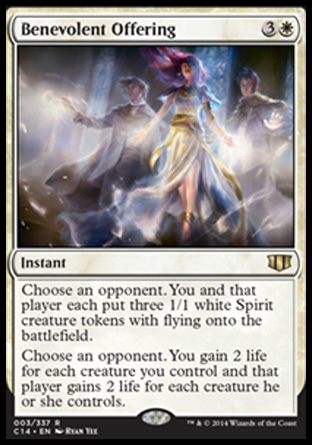 Benevolent Offering 3
Instant
Choose an opponent. You and that
player each put three 1/1 white Spirit
creature tokens with flying onto the
battlefield.
Choose an opponent. You gain 2 life
for each creature you control and that
player gains 2 life for each creature he
or she controls.
003/337 R
C14 • EN Ryan Yee
™ & © 2014 Wizards of the Coast